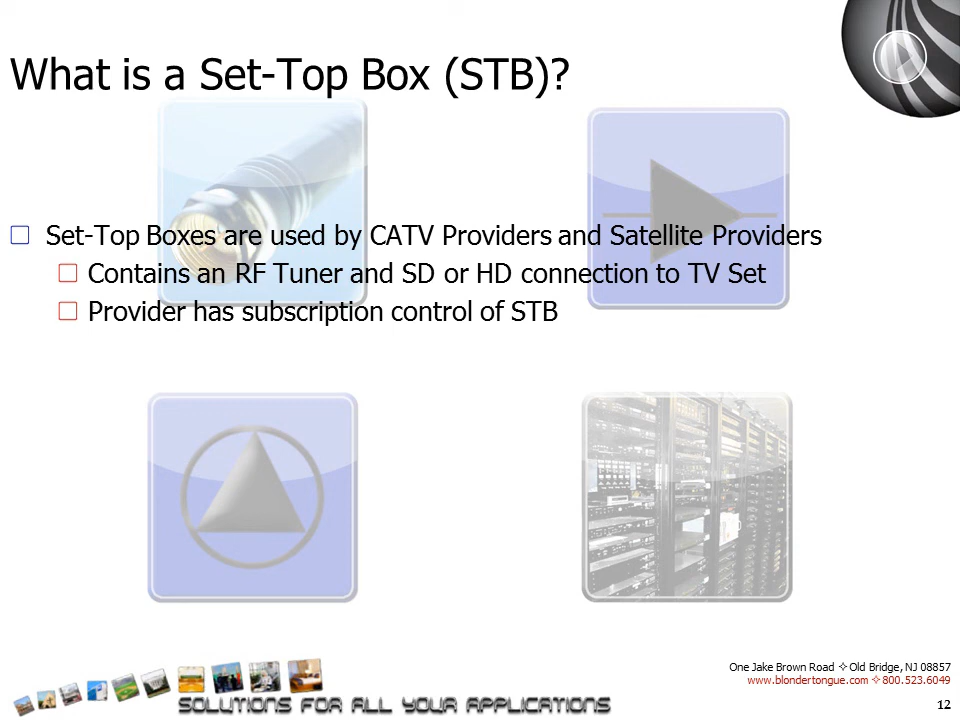 What is a Set-Top Box (STB)?
Set-Top Boxes are used by CATV Providers and Satellite Providers
Contains an RF Tuner and SD or HD connection to TV Set
Provider has subscription control of STB
One Jake Brown Road ✧ Old Bridge, NJ 08857
www.blondertongue.com ✧ 800.523.6049
SOLUTIONS FOR ALL YOUR APPLICATIONS
12